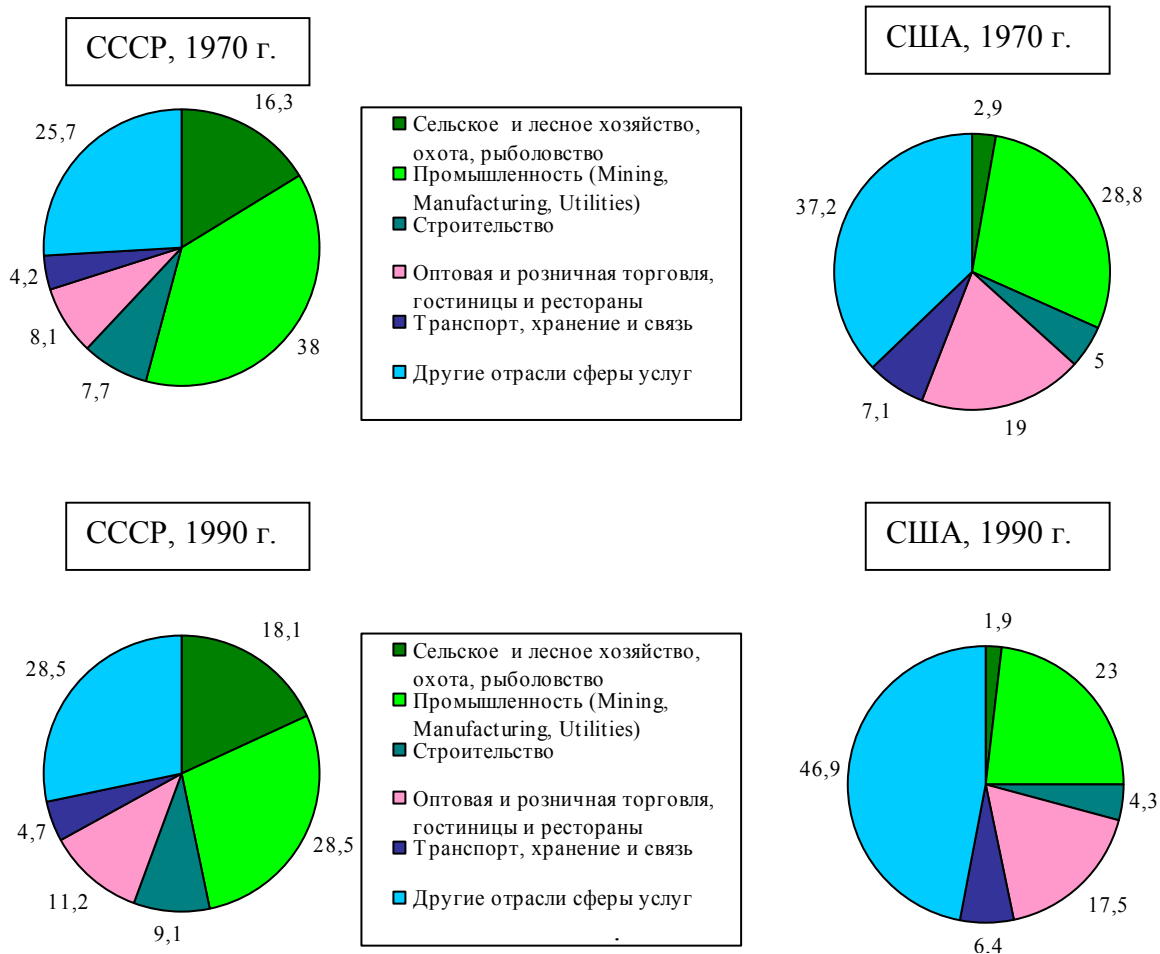 СССР, 1970 г.
США, 1970 г.
16,3
38
7,7
8,1
4,2
25,7
Сельское и лесное хозяйство,
охота, рыболовство
Промышленность (Mining,
Manufacturing, Utilities)
Строительство
Оптовая и розничная торговля,
гостиницы и рестораны
Транспорт, хранение и связь
Другие отрасли сферы услуг
2,9
28,8
5
19
7,1
37,2
СССР, 1990 г.
США, 1990 г.
18,1
28,5
9,1
11,2
4,7
28,5
Сельское и лесное хозяйство,
охота, рыболовство
Промышленность (Mining,
Manufacturing, Utilities)
Строительство
Оптовая и розничная торговля,
гостиницы и рестораны
Транспорт, хранение и связь
Другие отрасли сферы услуг
.
1,9
23
4,3
17,5
6,4
46,9